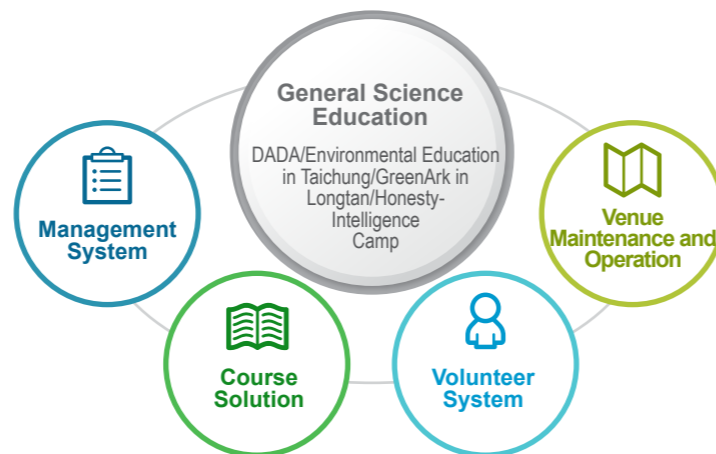 General Science
Education
DADA/Environmental Education
in Taichung/GreenArk in
Longtan/Honesty-
Intelligence
Camp
Management
System
Venue
Maintenance and
Operation
Course
Solution
Volunteer
System